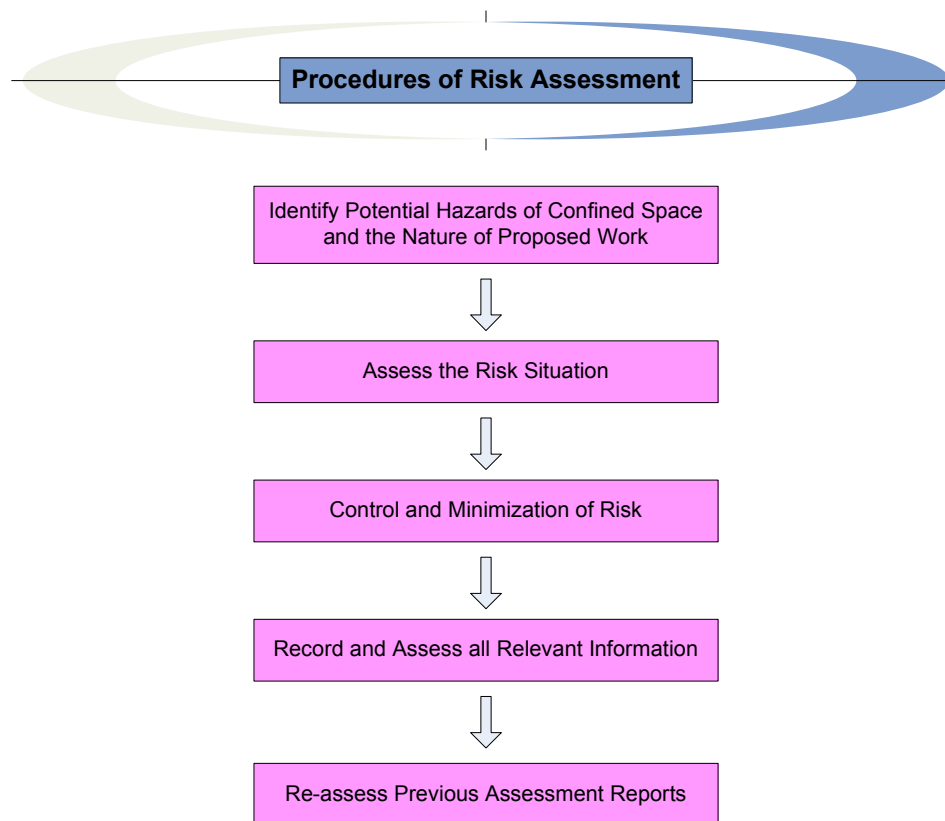 Procedures of Risk Assessment
Identify Potential Hazards of Confined Space
and the Nature of Proposed Work
Assess the Risk Situation
Control and Minimization of Risk
Record and Assess all Relevant Information
Re-assess Previous Assessment Reports